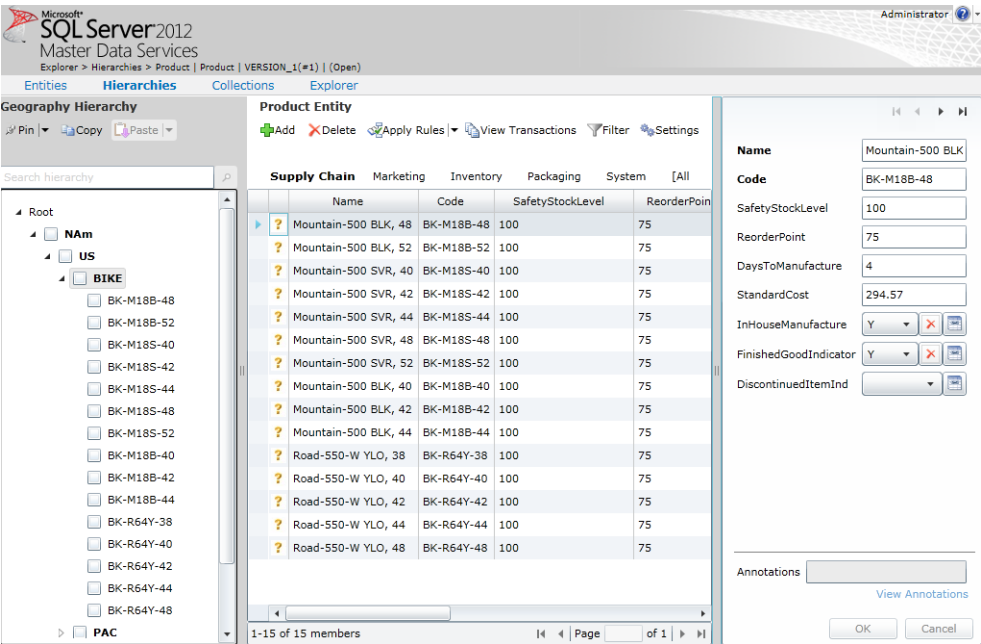 Microsoft®
SQL Server® 2012
Master Data Services
Administrator
Explorer > Hierarchies > Product | Product | VERSION_1(#1) | (Open)
Entities Hierarchies Collections Explorer
Geography Hierarchy
Pin Copy Paste
Search hierarchy
Root
NAm
US
BIKE
BK-M18B-48
BK-M18B-52
BK-M18S-40
BK-M18S-42
BK-M18S-44
BK-M18S-48
BK-M18S-52
BK-M18B-40
BK-M18B-42
BK-M18B-44
BK-R64Y-38
BK-R64Y-40
BK-R64Y-42
BK-R64Y-44
BK-R64Y-48
PAC
Product Entity
Add Delete Apply Rules View Transactions Filter Settings
Supply Chain Marketing Inventory Packaging System [All
Name Code SafetyStockLevel ReorderPoin
? Mountain-500 BLK, 48 BK-M18B-48 100 75
? Mountain-500 BLK, 52 BK-M18B-52 100 75
? Mountain-500 SVR, 40 BK-M18S-40 100 75
? Mountain-500 SVR, 42 BK-M18S-42 100 75
? Mountain-500 SVR, 44 BK-M18S-44 100 75
? Mountain-500 SVR, 48 BK-M18S-48 100 75
? Mountain-500 SVR, 52 BK-M18S-52 100 75
? Mountain-500 BLK, 40 BK-M18B-40 100 75
? Mountain-500 BLK, 42 BK-M18B-42 100 75
? Mountain-500 BLK, 44 BK-M18B-44 100 75
? Road-550-W YLO, 38 BK-R64Y-38 100 75
? Road-550-W YLO, 40 BK-R64Y-40 100 75
? Road-550-W YLO, 42 BK-R64Y-42 100 75
? Road-550-W YLO, 44 BK-R64Y-44 100 75
? Road-550-W YLO, 48 BK-R64Y-48 100 75
1-15 of 15 members Page of 1
Name Mountain-500 BLK
Code BK-M18B-48
SafetyStockLevel 100
ReorderPoint 75
DaysToManufacture 4
StandardCost 294.57
InHouseManufacture Y
FinishedGoodIndicator Y
DiscontinuedItemInd
Annotations
View Annotations
OK Cancel